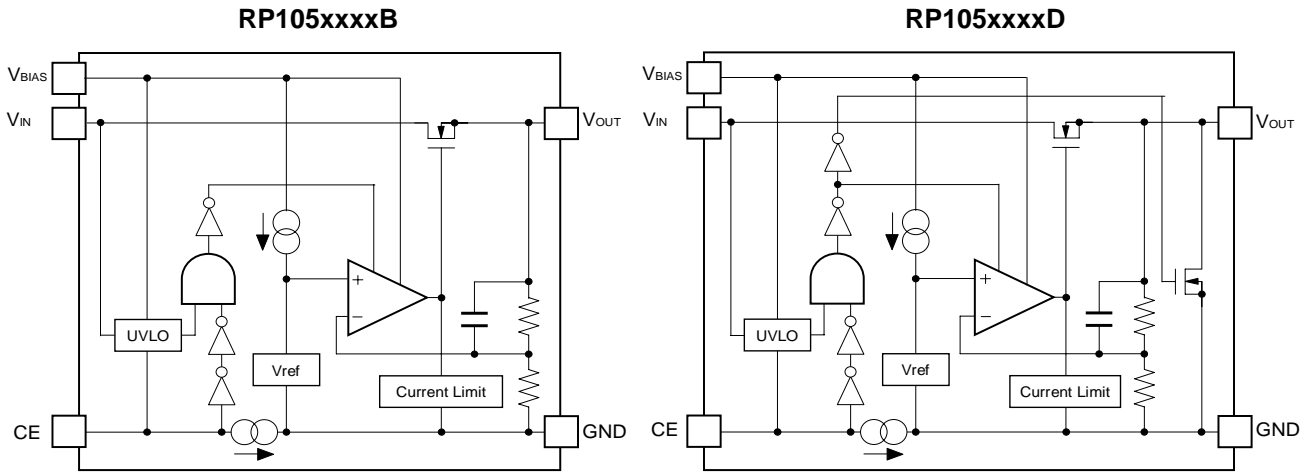 RP105xxxxB
VBIAS
VIN
VOUT
UVLO
+
−
Vref
Current Limit
CE
GND
RP105xxxxD
VBIAS
VIN
VOUT
UVLO
+
−
Vref
Current Limit
CE
GND